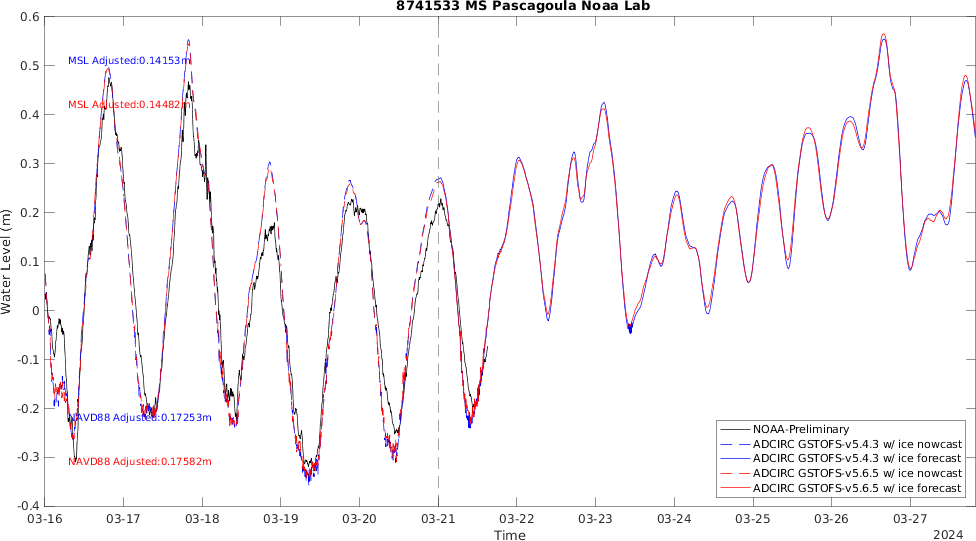 8741533 MS Pascagoula Noaa Lab
Water Level (m)
0.6
0.5
0.4
0.3
0.2
0.1
0
-0.1
-0.2
-0.3
-0.4
MSL Adjusted:0.14153m
MSL Adjusted:0.14482m
NAVD88 Adjusted:0.17253m
NAVD88 Adjusted:0.17582m
NOAA-Preliminary
ADCIRC GSTOFS-v5.4.3 w/ ice nowcast
ADCIRC GSTOFS-v5.4.3 w/ ice forecast
ADCIRC GSTOFS-v5.6.5 w/ ice nowcast
ADCIRC GSTOFS-v5.6.5 w/ ice forecast
03-16 03-17 03-18 03-19 03-20 03-21 03-22 03-23 03-24 03-25 03-26 03-27
Time
2024